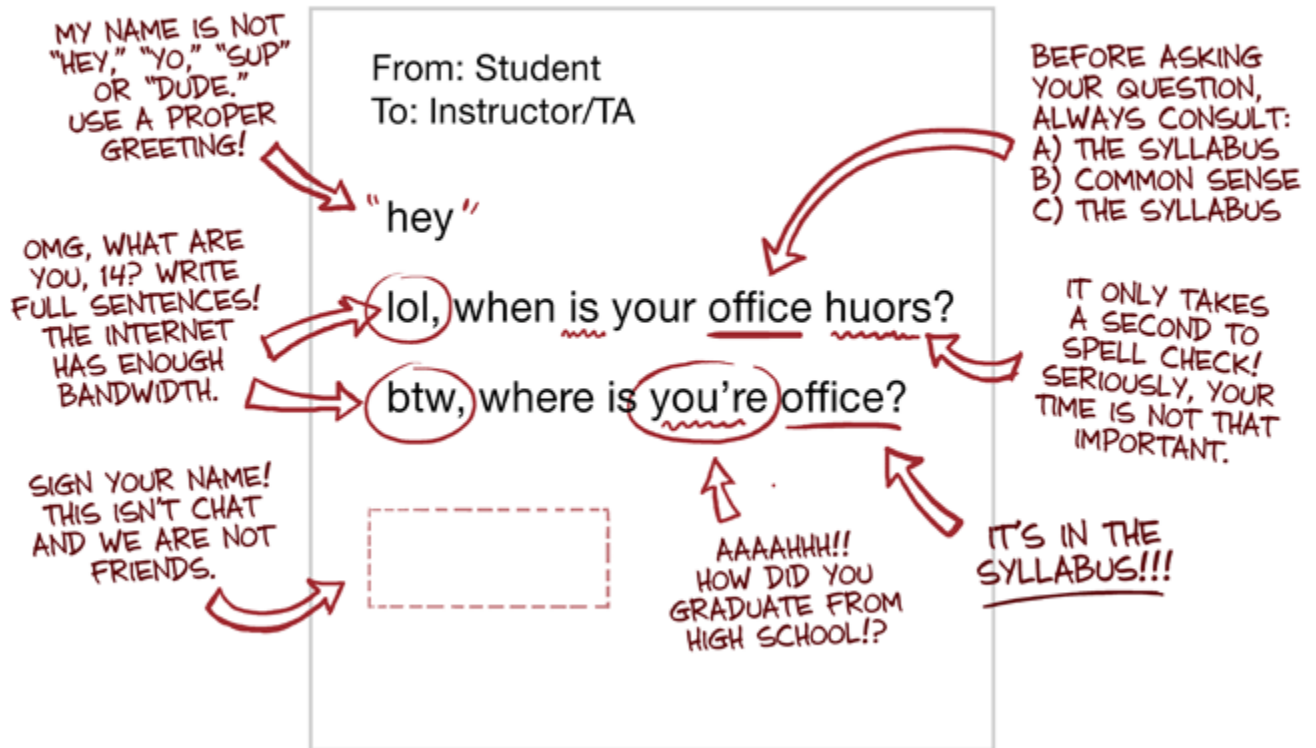 MY NAME IS NOT
"HEY," "YO," "SUP"
OR "DUDE."
USE A PROPER
GREETING!
From: Student
To: Instructor/TA
BEFORE ASKING
YOUR QUESTION,
ALWAYS CONSULT:
A) THE SYLLABUS
B) COMMON SENSE
C) THE SYLLABUS
"hey"
OMG, WHAT ARE
YOU, 14? WRITE
FULL SENTENCES!
THE INTERNET
HAS ENOUGH
BANDWIDTH.
lol, when is your office huors?
btw, where is you're office?
IT ONLY TAKES
A SECOND TO
SPELL CHECK!
SERIOUSLY, YOUR
TIME IS NOT THAT
IMPORTANT.
SIGN YOUR NAME!
THIS ISN'T CHAT
AND WE ARE NOT
FRIENDS.
AAAAHHH!!
HOW DID YOU
GRADUATE FROM
HIGH SCHOOL!?
IT'S IN THE
SYLLABUS!!!